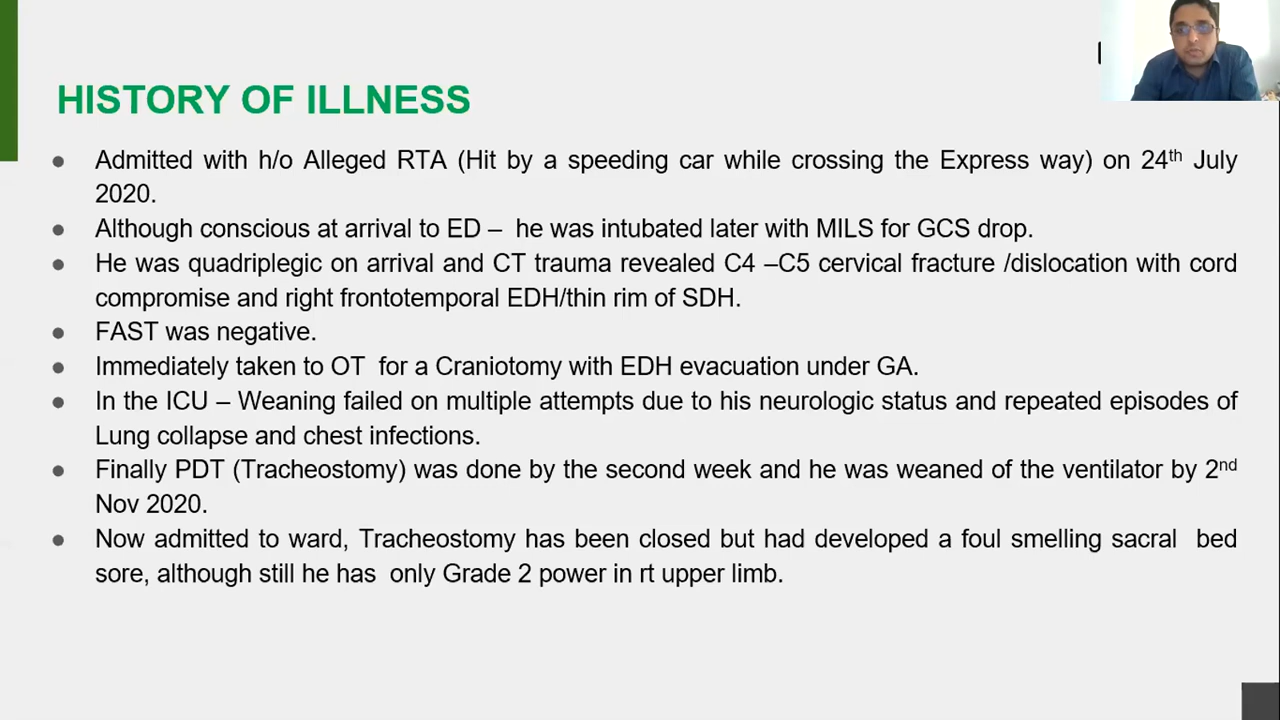 HISTORY OF ILLNESS
● Admitted with h/o Alleged RTA (Hit by a speeding car while crossing the Express way) on 24th July
2020.
● Although conscious at arrival to ED – he was intubated later with MILS for GCS drop.
● He was quadriplegic on arrival and CT trauma revealed C4 –C5 cervical fracture /dislocation with cord
compromise and right frontotemporal EDH/thin rim of SDH.
● FAST was negative.
● Immediately taken to OT for a Craniotomy with EDH evacuation under GA.
● In the ICU – Weaning failed on multiple attempts due to his neurologic status and repeated episodes of
Lung collapse and chest infections.
● Finally PDT (Tracheostomy) was done by the second week and he was weaned of the ventilator by 2nd
Nov 2020.
● Now admitted to ward, Tracheostomy has been closed but had developed a foul smelling sacral bed
sore, although still he has only Grade 2 power in rt upper limb.